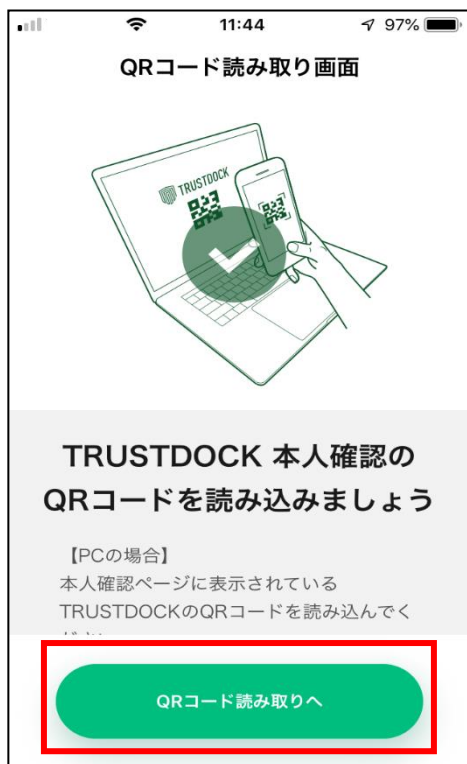 11:44
97%
QRコード読み取り画面
TRUSTDOCK
TRUSTDOCK 本人確認の
QRコードを読み込みましょう
【PCの場合】
本人確認ページに表示されている
TRUSTDOCKのQRコードを読み込んでく
QRコード読み取りへ